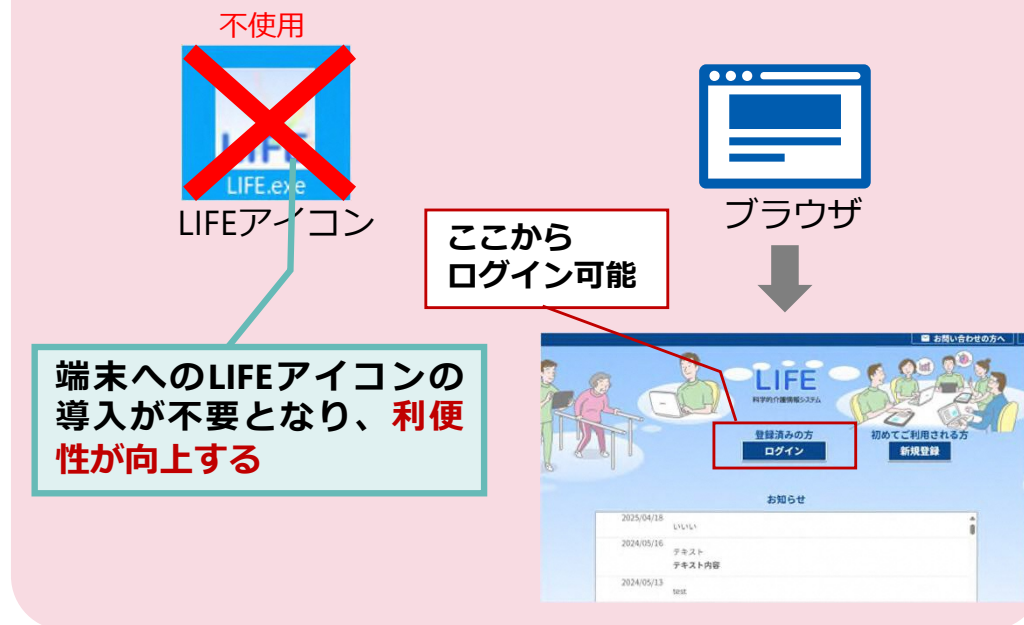 不使用
LIFE
LIFE.exe
LIFEアイコン
ブラウザ
ここから
ログイン可能
端末へのLIFEアイコンの
導入が不要となり、利便
性が向上する
お問い合わせの方へ
LIFE
科学的介護情報システム
登録済みの方
ログイン
初めてご利用される方
新規登録
お知らせ
2025/04/18
いいい
2024/05/16
テキスト
テキスト内容
2024/05/13
test